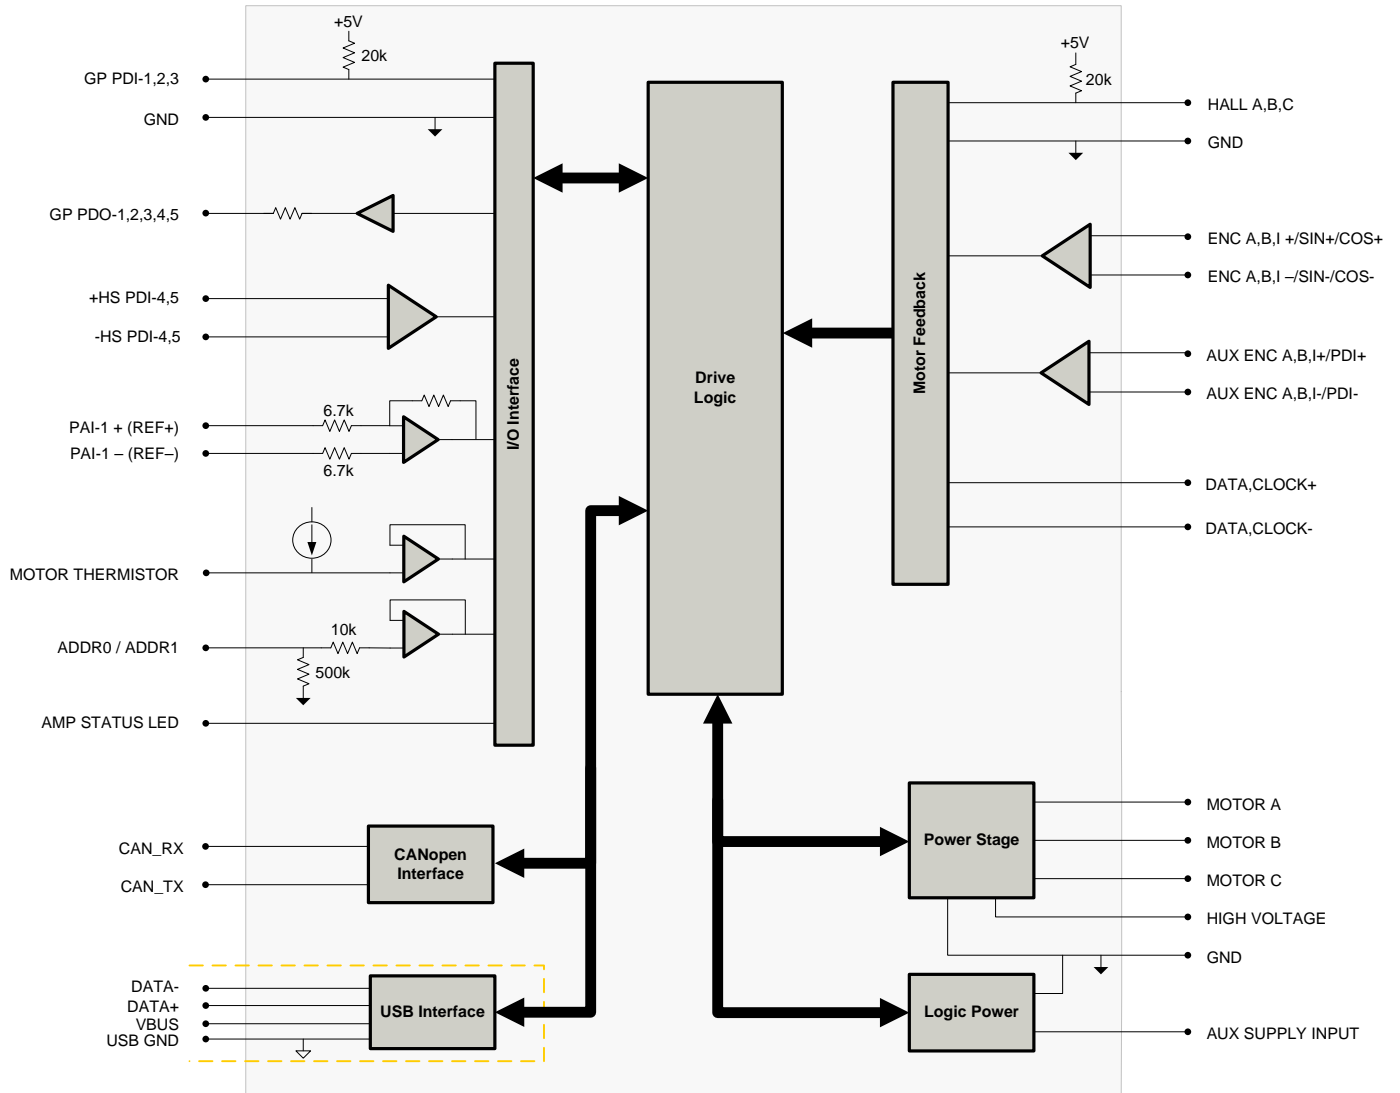 +5V
20k
GP PDI-1,2,3
GND
GP PDO-1,2,3,4,5
+HS PDI-4,5
-HS PDI-4,5
6.7k
PAI-1 + (REF+)
PAI-1 – (REF–)
6.7k
MOTOR THERMISTOR
10k
ADDR0 / ADDR1
500k
AMP STATUS LED
I/O Interface
CAN_RX
CAN_TX
CANopen
Interface
DATA-
DATA+
VBUS
USB GND
USB Interface
Drive
Logic
Motor Feedback
+5V
20k
HALL A,B,C
GND
ENC A,B,I +/SIN+/COS+
ENC A,B,I –/SIN-/COS-
AUX ENC A,B,I+/PDI+
AUX ENC A,B,I-/PDI-
DATA,CLOCK+
DATA,CLOCK-
Power Stage
MOTOR A
MOTOR B
MOTOR C
HIGH VOLTAGE
GND
Logic Power
AUX SUPPLY INPUT